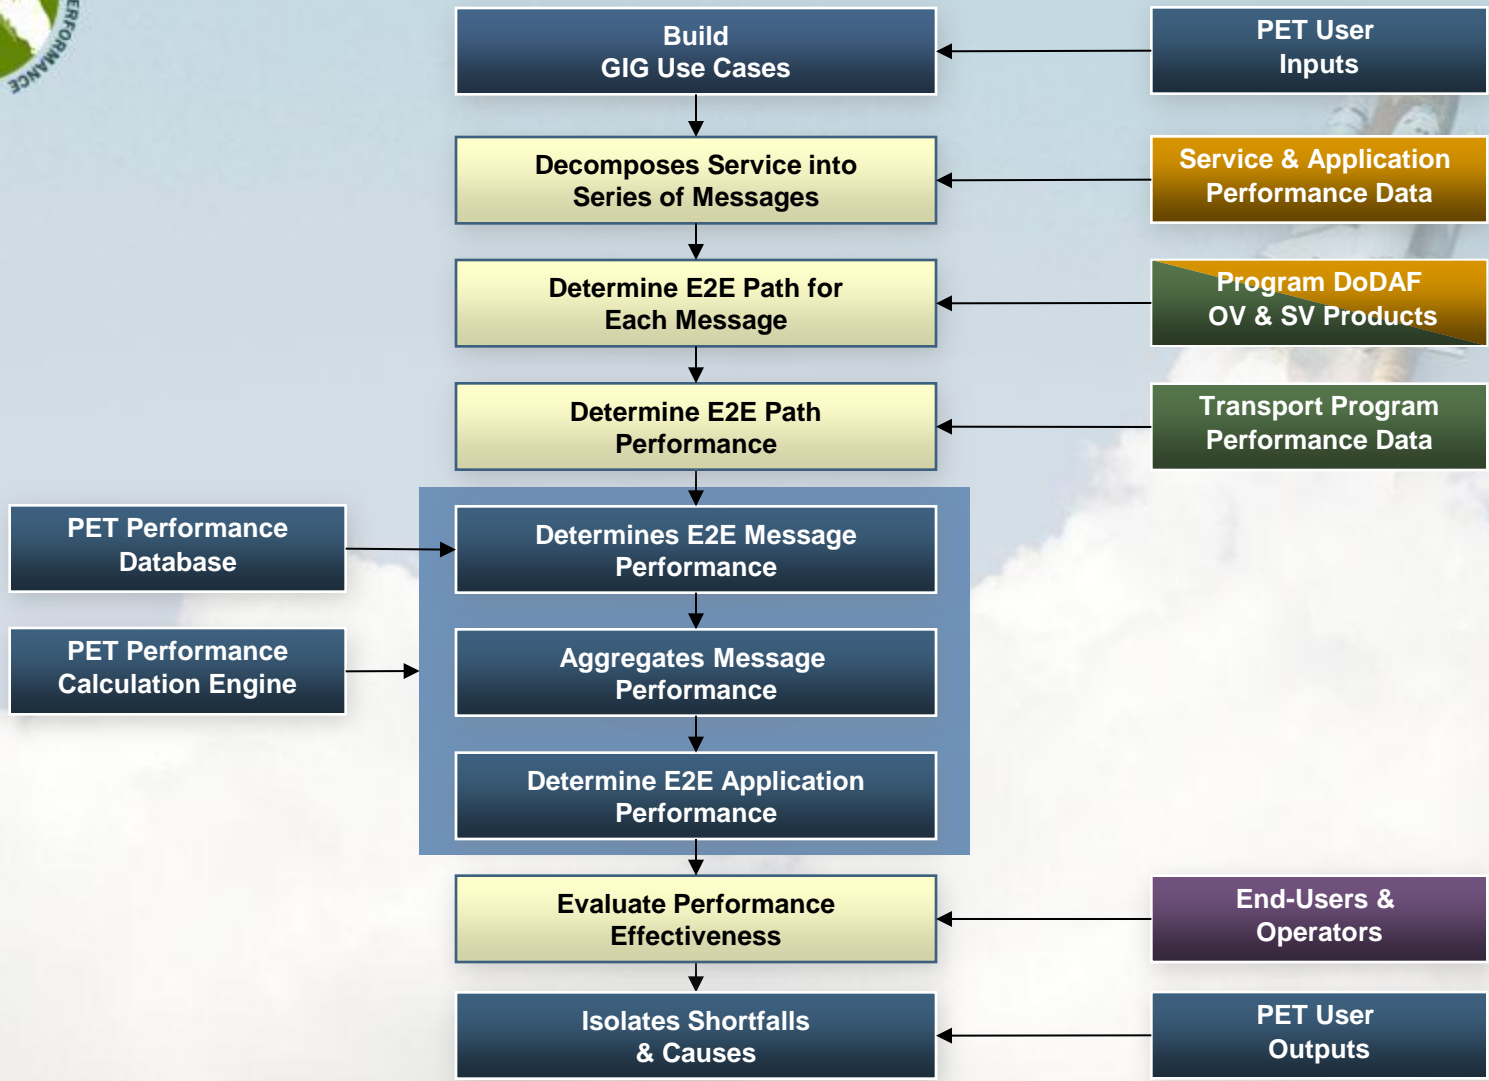 ERFORMANCE
Build
GIG Use Cases
PET User
Inputs
Decomposes Service into
Series of Messages
Service & Application
Performance Data
Determine E2E Path for
Each Message
Program DoDAF
OV & SV Products
Determine E2E Path
Performance
Transport Program
Performance Data
PET Performance
Database
Determines E2E Message
Performance
PET Performance
Calculation Engine
Aggregates Message
Performance
Determine E2E Application
Performance
Evaluate Performance
Effectiveness
End-Users &
Operators
Isolates Shortfalls
& Causes
PET User
Outputs